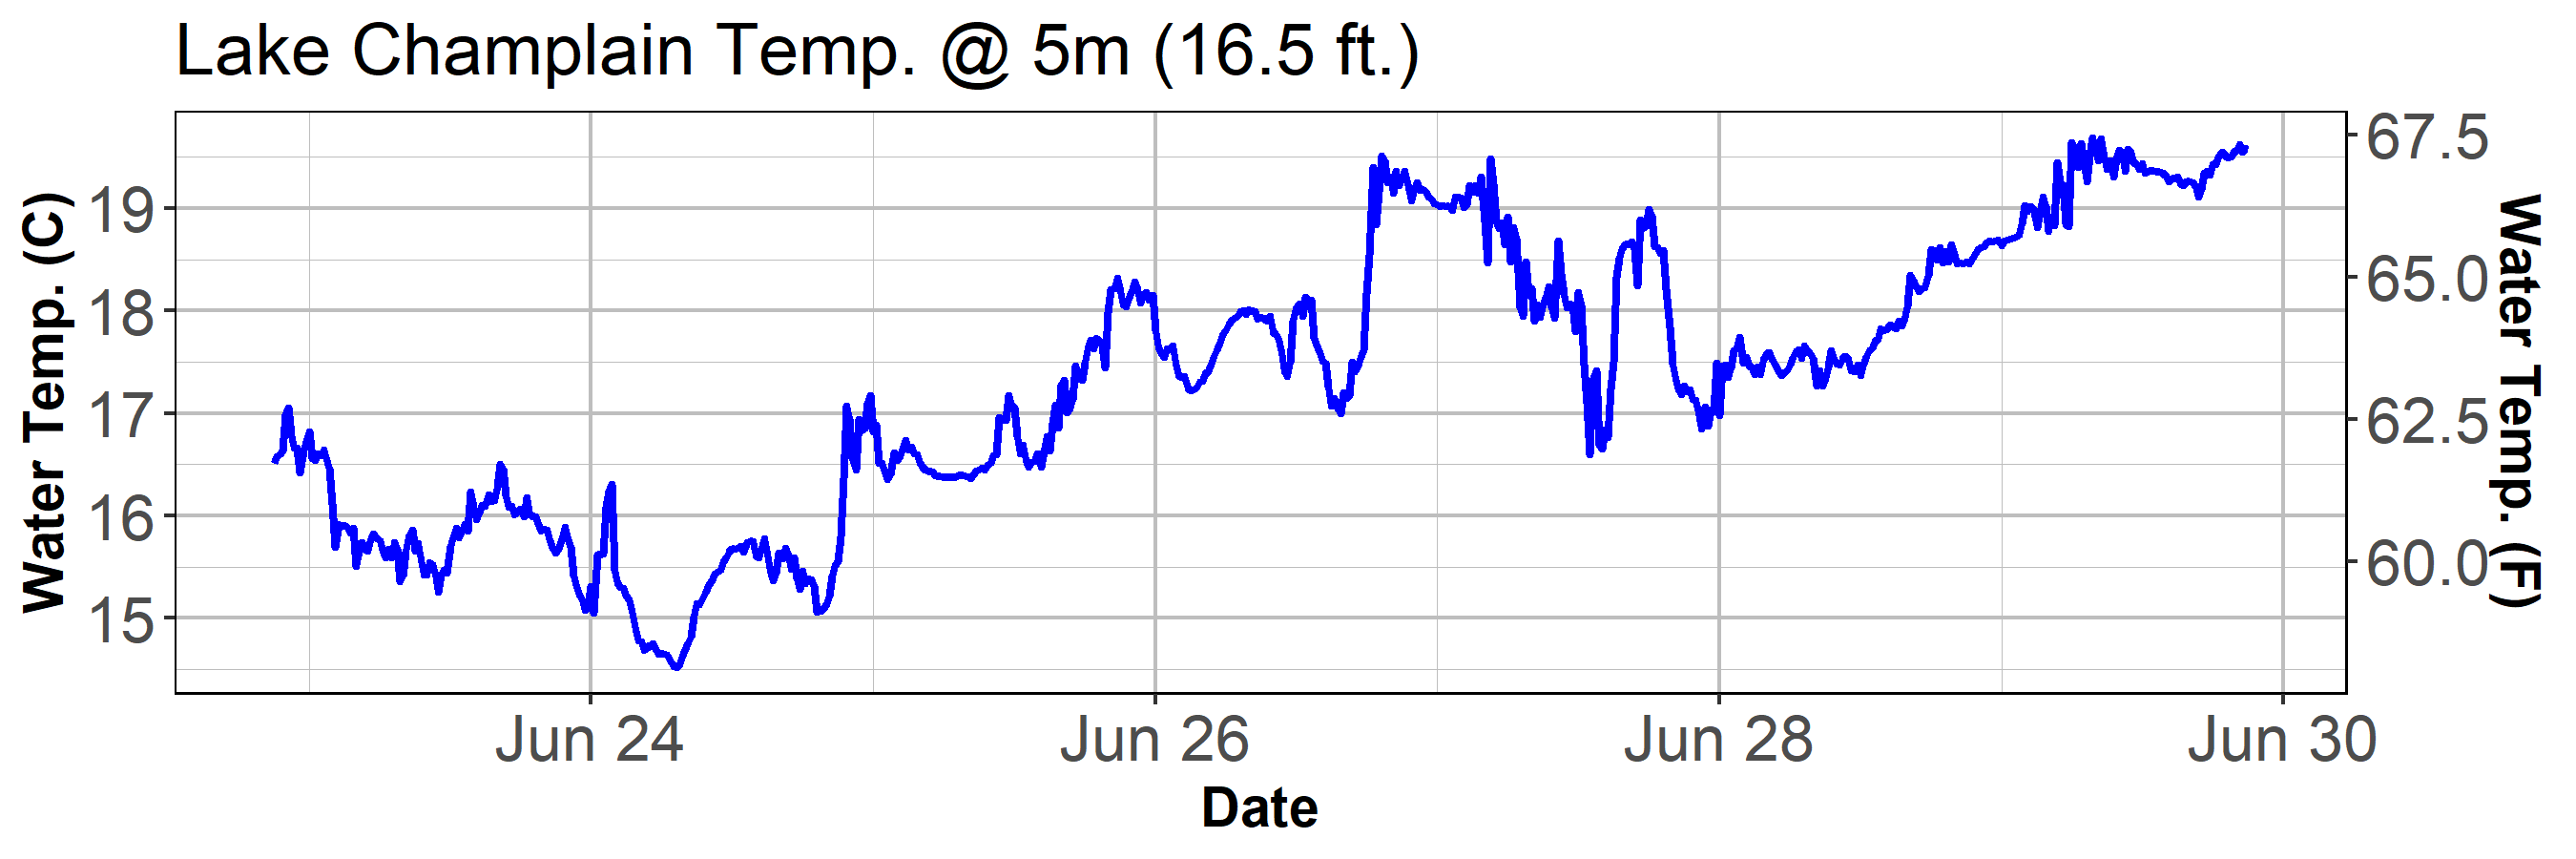 Lake Champlain Temp. @ 5m (16.5 ft.)
Water Temp. (C)
19
18
17
16
15
67.5
65.0
62.5
60.0
Water Temp. (F)
Jun 24
Jun 26
Jun 28
Jun 30
Date